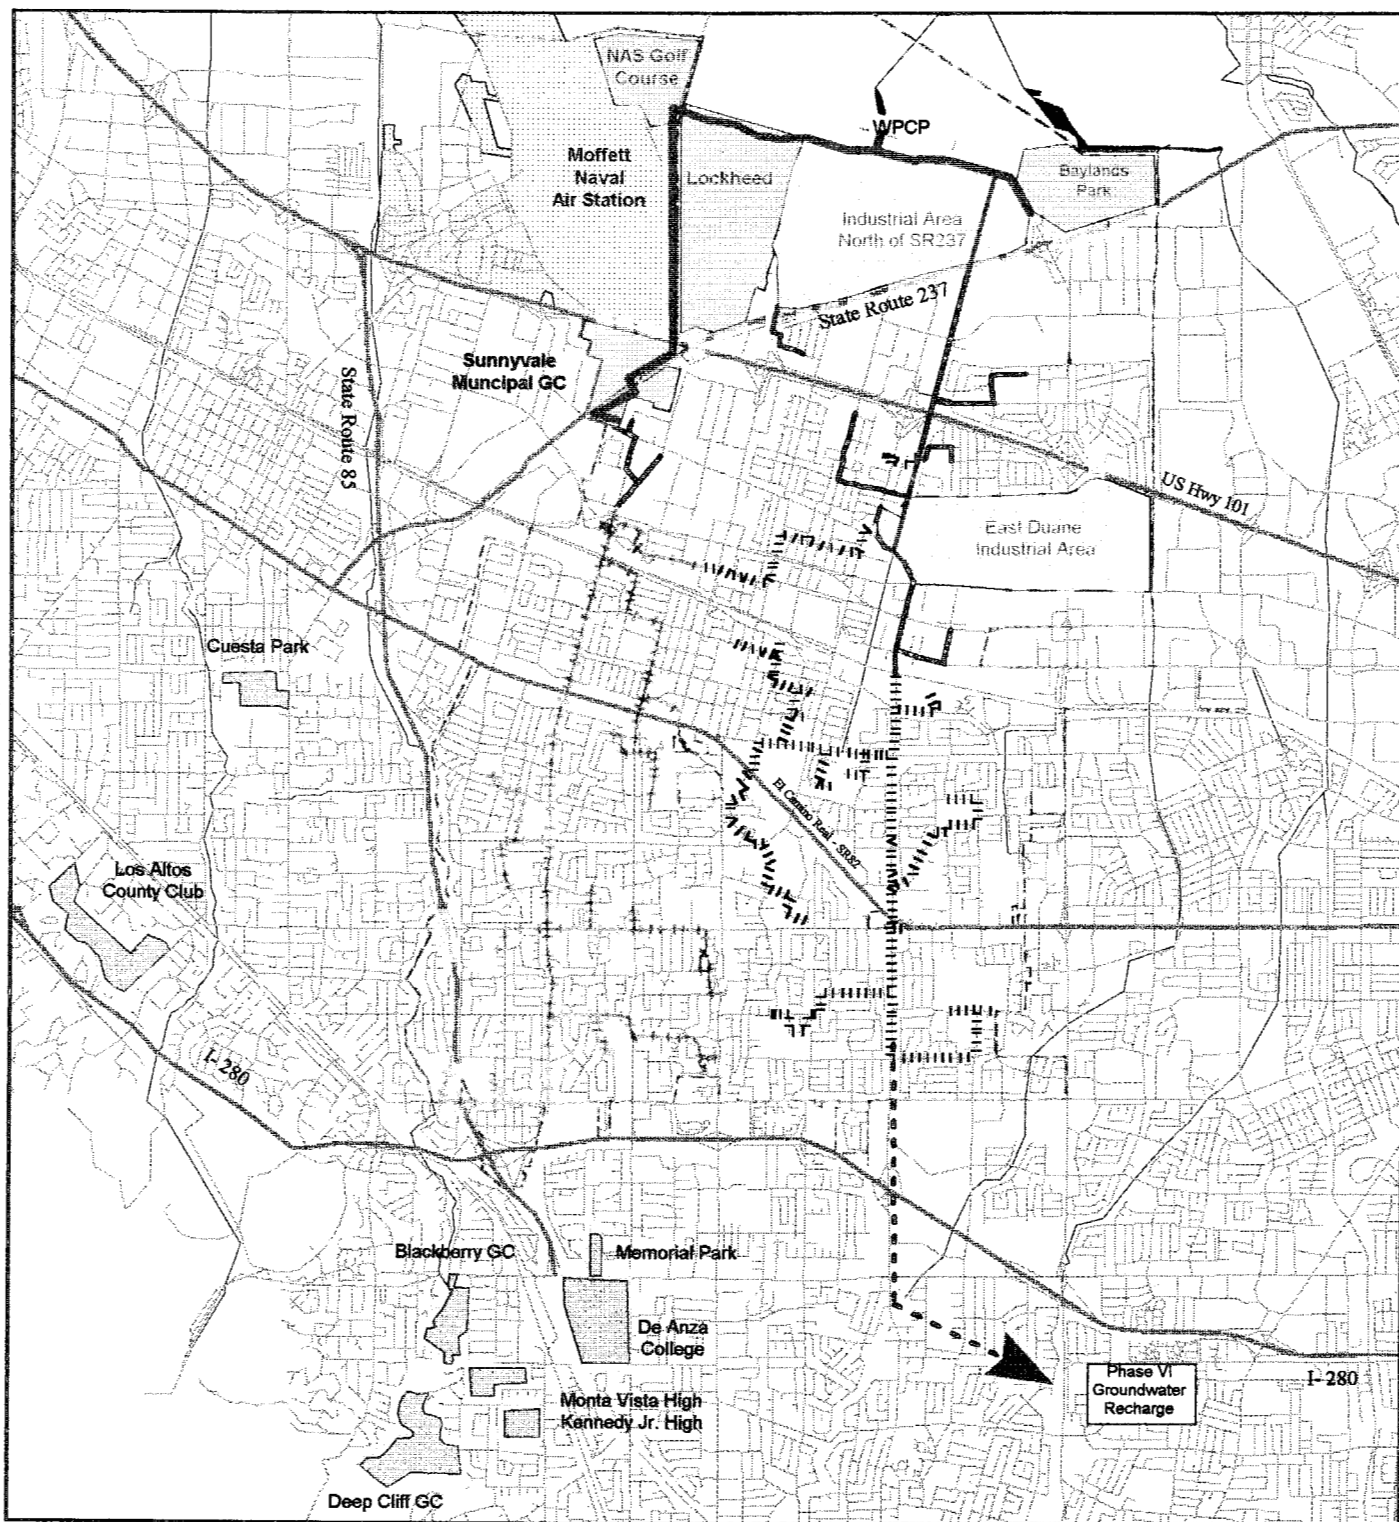 NAS Golf
Course
WPCP
Moffett
Naval
Air Station
Lockheed
Baylands
Park
Industrial Area
North of SR237
State Route 237
Sunnyvale
Muncipal GC
State Route 85
US Hwy 101
East Duane
Industrial Area
Cuesta Park
El Camino Real - SR82
Los Altos
County Club
I- 280
Blackberry GC
Memorial Park
De Anza
College
Phase VI
Groundwater
Recharge
I- 280
Monta Vista High
Kennedy Jr. High
Deep Cliff GC